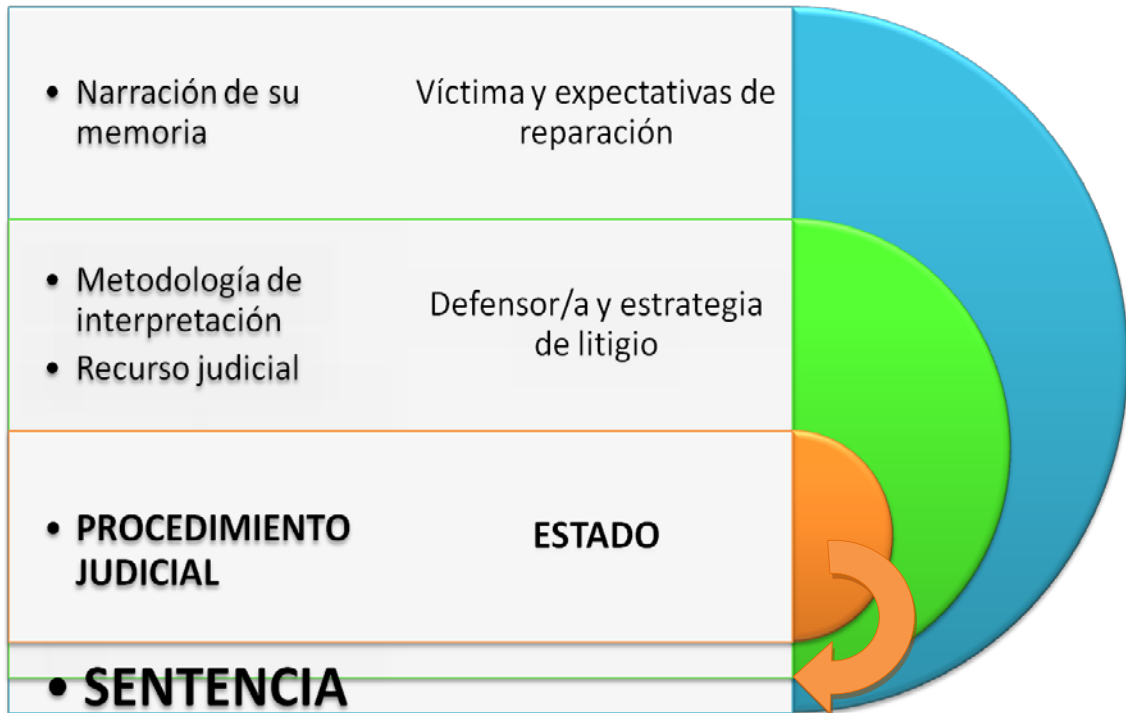 • Narración de su
memoria
Víctima y expectativas de
reparación
• Metodología de
interpretación
• Recurso judicial
Defensor/a y estrategia
de litigio
• PROCEDIMIENTO
JUDICIAL
ESTADO
• SENTENCIA